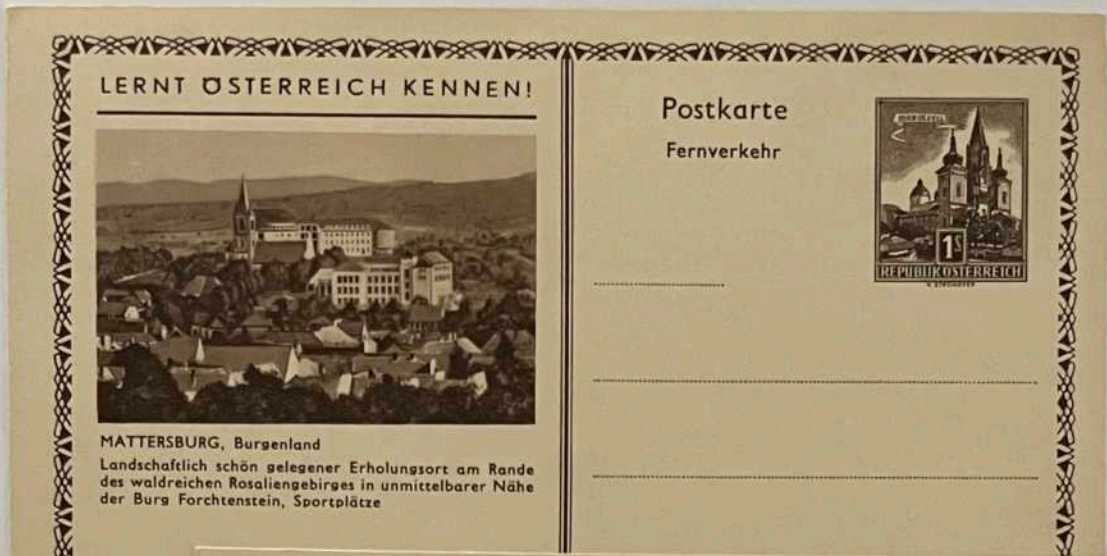 LERNT ÖSTERREICH KENNEN!
MATTERSBURG, Burgenland
Landschaftlich schön gelegener Erholungsort am Rande
des waldreichen Rosaliengebirges in unmittelbarer Nähe
der Burg Forchtenstein, Sportplätze
Postkarte
Fernverkehr
MARIAZELL
1S
REPUBLIK ÖSTERREICH